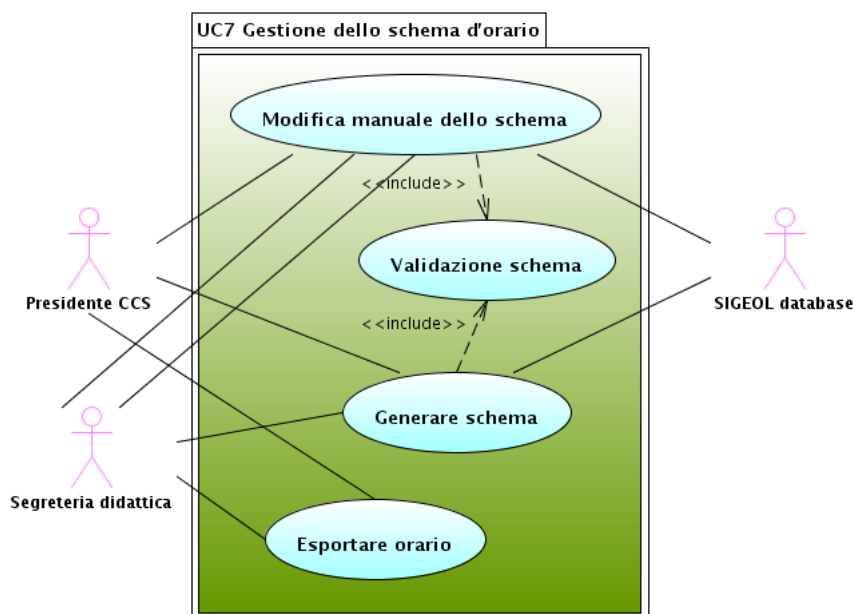 UC7 Gestione dello schema d'orario
Modifica manuale dello schema
<<include>>
Validazione schema
Presidente CCS
SIGEOL database
<<include>>
Generare schema
Segreteria didattica
Esportare orario